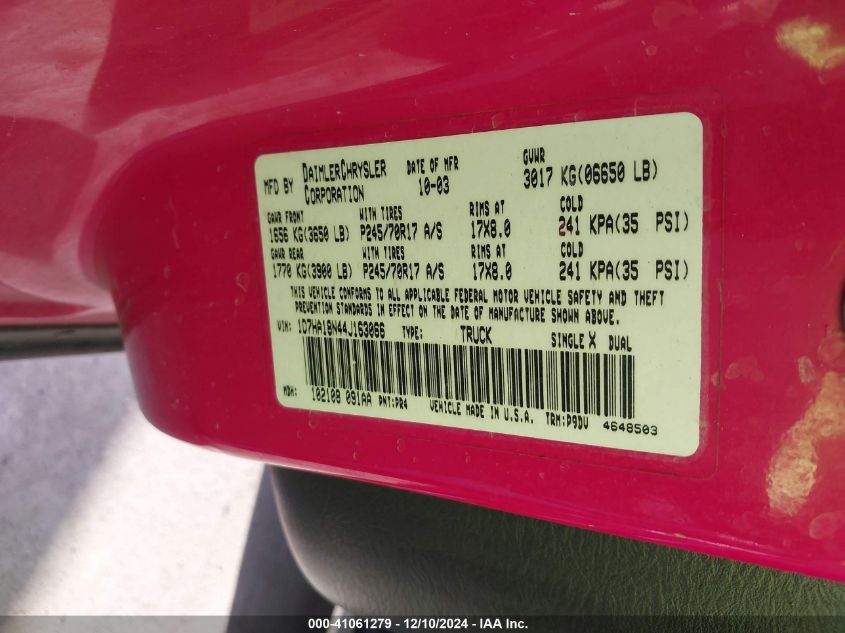 MFD BY DAIMLERCHRYSLER CORPORATION DATE OF MFR 10-03 GVWR 3017 KG(06650 LB)
GAWR FRONT WITH TIRES RIMS AT COLD
1656 KG(3650 LB) P245/70R17 A/S 17X8.0 241 KPA(35 PSI)
GAWR REAR WITH TIRES RIMS AT COLD
1770 KG(3900 LB) P245/70R17 A/S 17X8.0 241 KPA(35 PSI)
THIS VEHICLE CONFORMS TO ALL APPLICABLE FEDERAL MOTOR VEHICLE SAFETY AND THEFT
PREVENTION STANDARDS IN EFFECT ON THE DATE OF MANUFACTURE SHOWN ABOVE.
VIN: 1D7HA18N44J163066 TYPE: TRUCK SINGLE X DUAL
MDH: 102108 091AA PNT:PR4 VEHICLE MADE IN U.S.A. TRM:P9DV 4648503
000-41061279 - 12/10/2024 - IAA Inc.